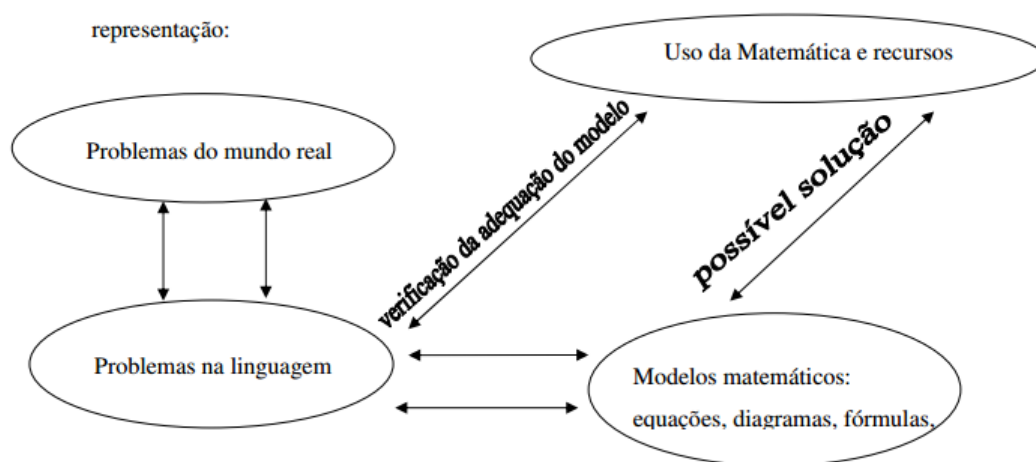 representação:
Uso da Matemática e recursos
Problemas do mundo real
verificação da adequação do modelo
possível solução
Problemas na linguagem
Modelos matemáticos:
equações, diagramas, fórmulas,